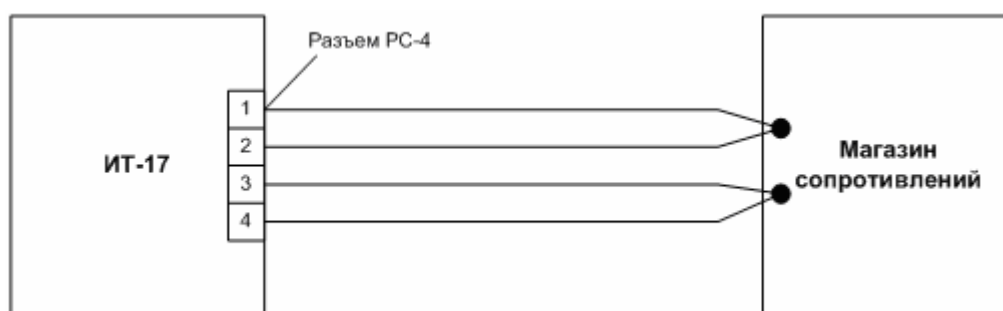 Разъем РС-4
1
2
3
4
ИТ-17
Магазин
сопротивлений